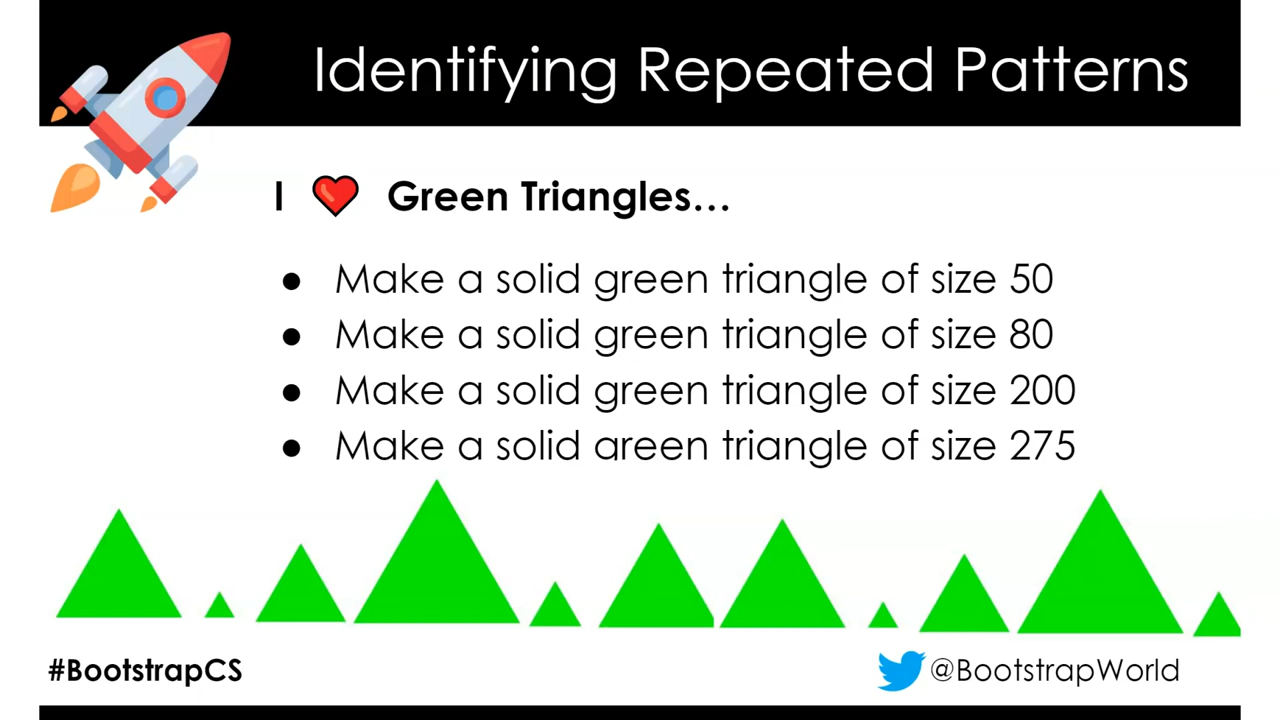 Identifying Repeated Patterns
I ❤ Green Triangles…
● Make a solid green triangle of size 50
● Make a solid green triangle of size 80
● Make a solid green triangle of size 200
● Make a solid green triangle of size 275
#BootstrapCS
@BootstrapWorld